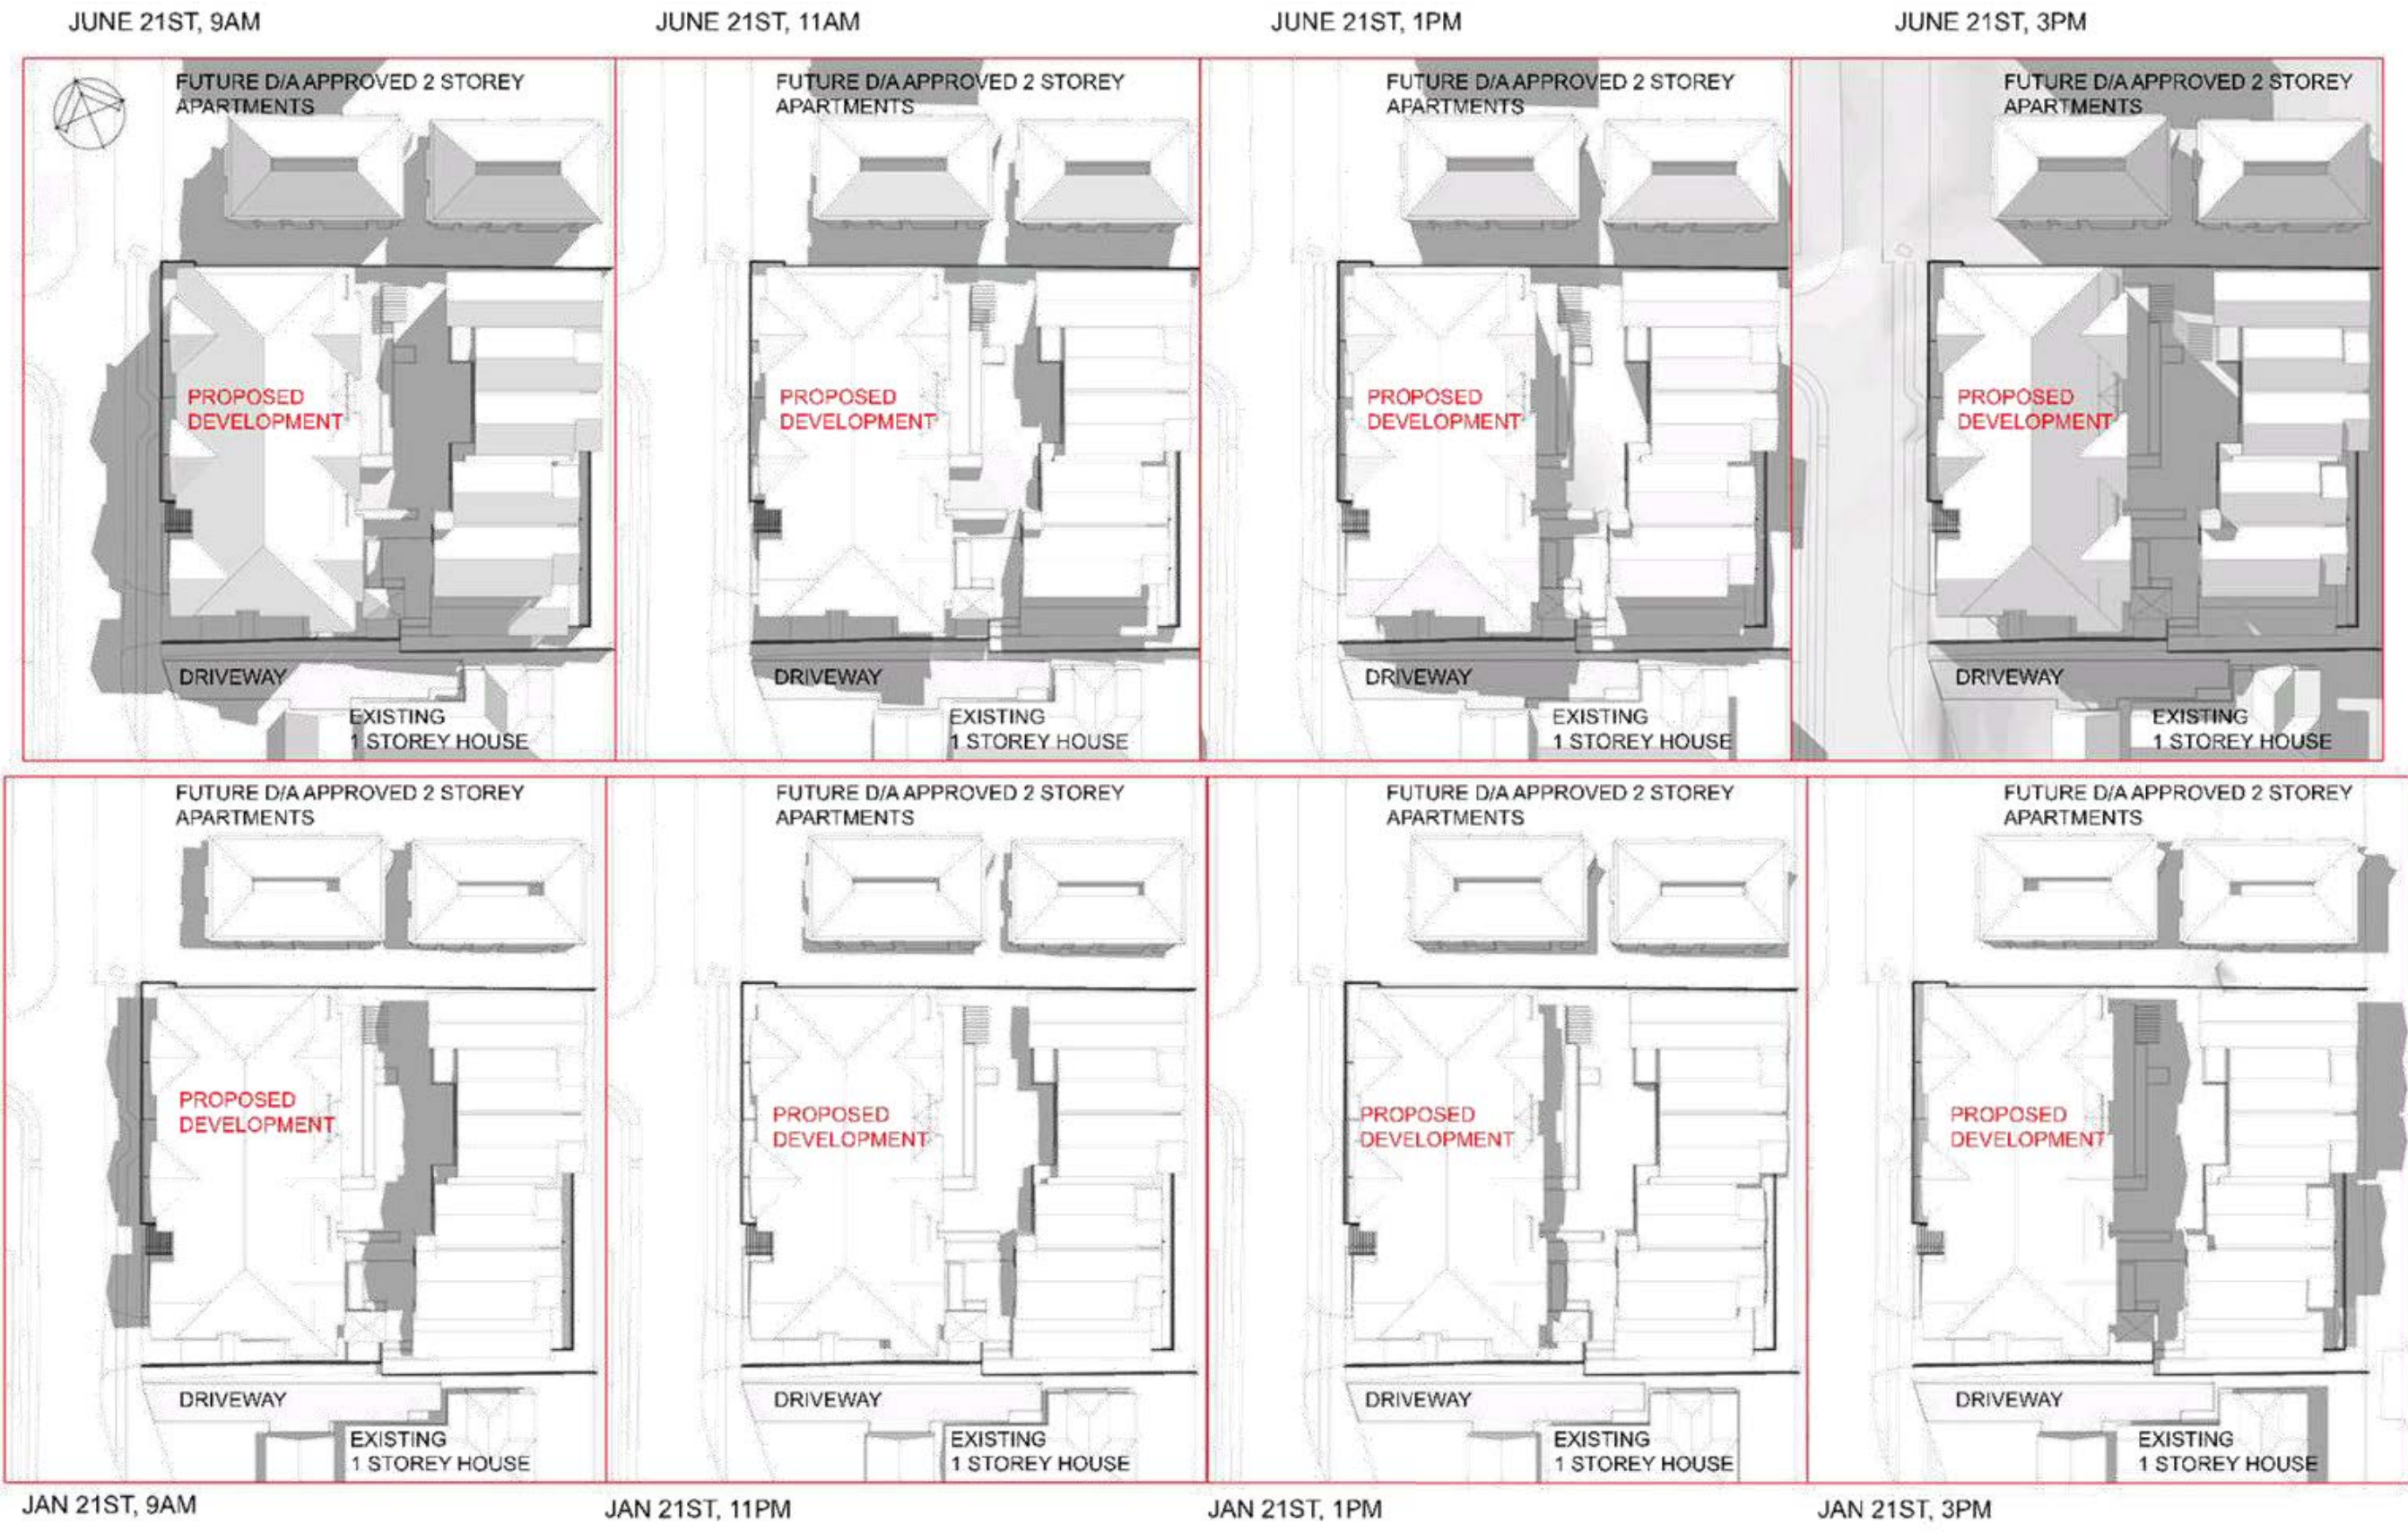 JUNE 21ST, 9AM
JUNE 21ST, 11AM
JUNE 21ST, 1PM
JUNE 21ST, 3PM
FUTURE D/A APPROVED 2 STOREY
APARTMENTS
FUTURE D/A APPROVED 2 STOREY
APARTMENTS
FUTURE D/A APPROVED 2 STOREY
APARTMENTS
FUTURE D/A APPROVED 2 STOREY
APARTMENTS
PROPOSED
DEVELOPMENT
PROPOSED
DEVELOPMENT
PROPOSED
DEVELOPMENT
PROPOSED
DEVELOPMENT
DRIVEWAY
DRIVEWAY
DRIVEWAY
DRIVEWAY
EXISTING
1 STOREY HOUSE
EXISTING
1 STOREY HOUSE
EXISTING
1 STOREY HOUSE
EXISTING
1 STOREY HOUSE
FUTURE D/A APPROVED 2 STOREY
APARTMENTS
FUTURE D/A APPROVED 2 STOREY
APARTMENTS
FUTURE D/A APPROVED 2 STOREY
APARTMENTS
FUTURE D/A APPROVED 2 STOREY
APARTMENTS
PROPOSED
DEVELOPMENT
PROPOSED
DEVELOPMENT
PROPOSED
DEVELOPMENT
PROPOSED
DEVELOPMENT
DRIVEWAY
DRIVEWAY
DRIVEWAY
DRIVEWAY
EXISTING
1 STOREY HOUSE
EXISTING
1 STOREY HOUSE
EXISTING
1 STOREY HOUSE
EXISTING
1 STOREY HOUSE
JAN 21ST, 9AM
JAN 21ST, 11PM
JAN 21ST, 1PM
JAN 21ST, 3PM